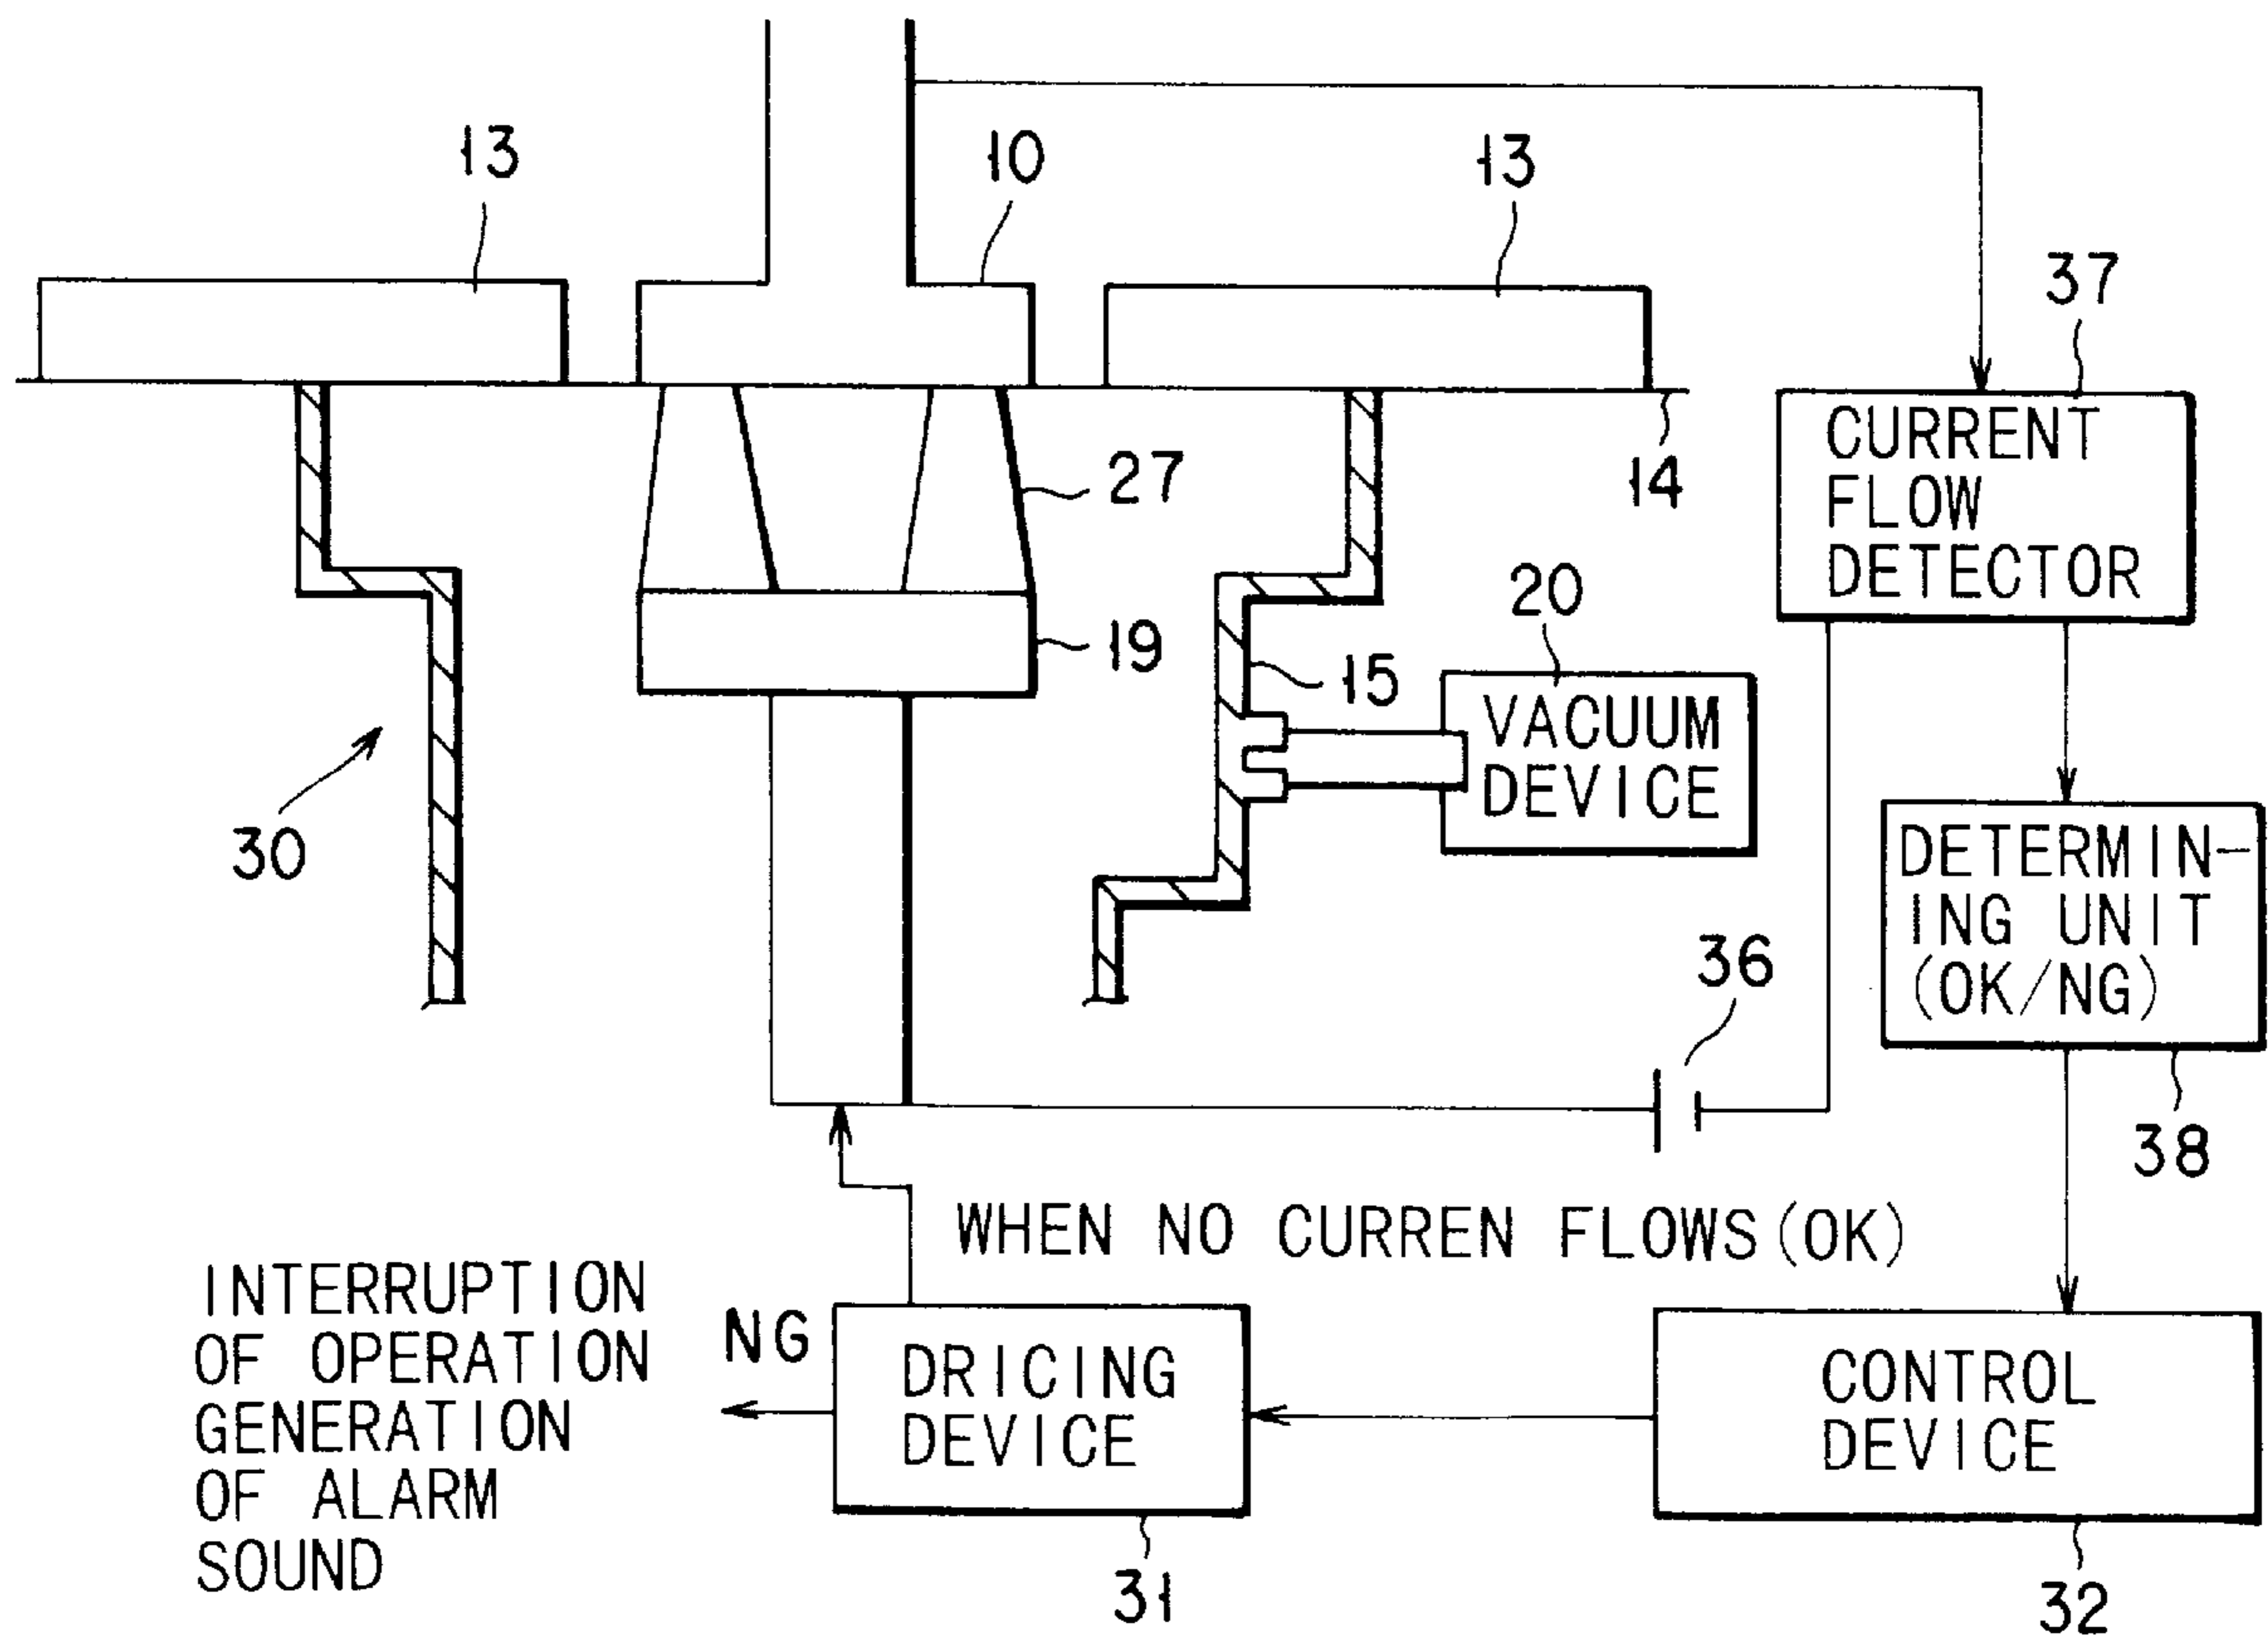 13
10
13
37
CURRENT
FLOW
DETECTOR
14
27
20
19
15
VACUUM
DEVICE
30
DETERMIN-
ING UNIT
(OK/NG)
36
38
WHEN NO CURREN FLOWS(OK)
INTERRUPTION
OF OPERATION
GENERATION
OF ALARM
SOUND
NG
DRICING
DEVICE
CONTROL
DEVICE
31
32